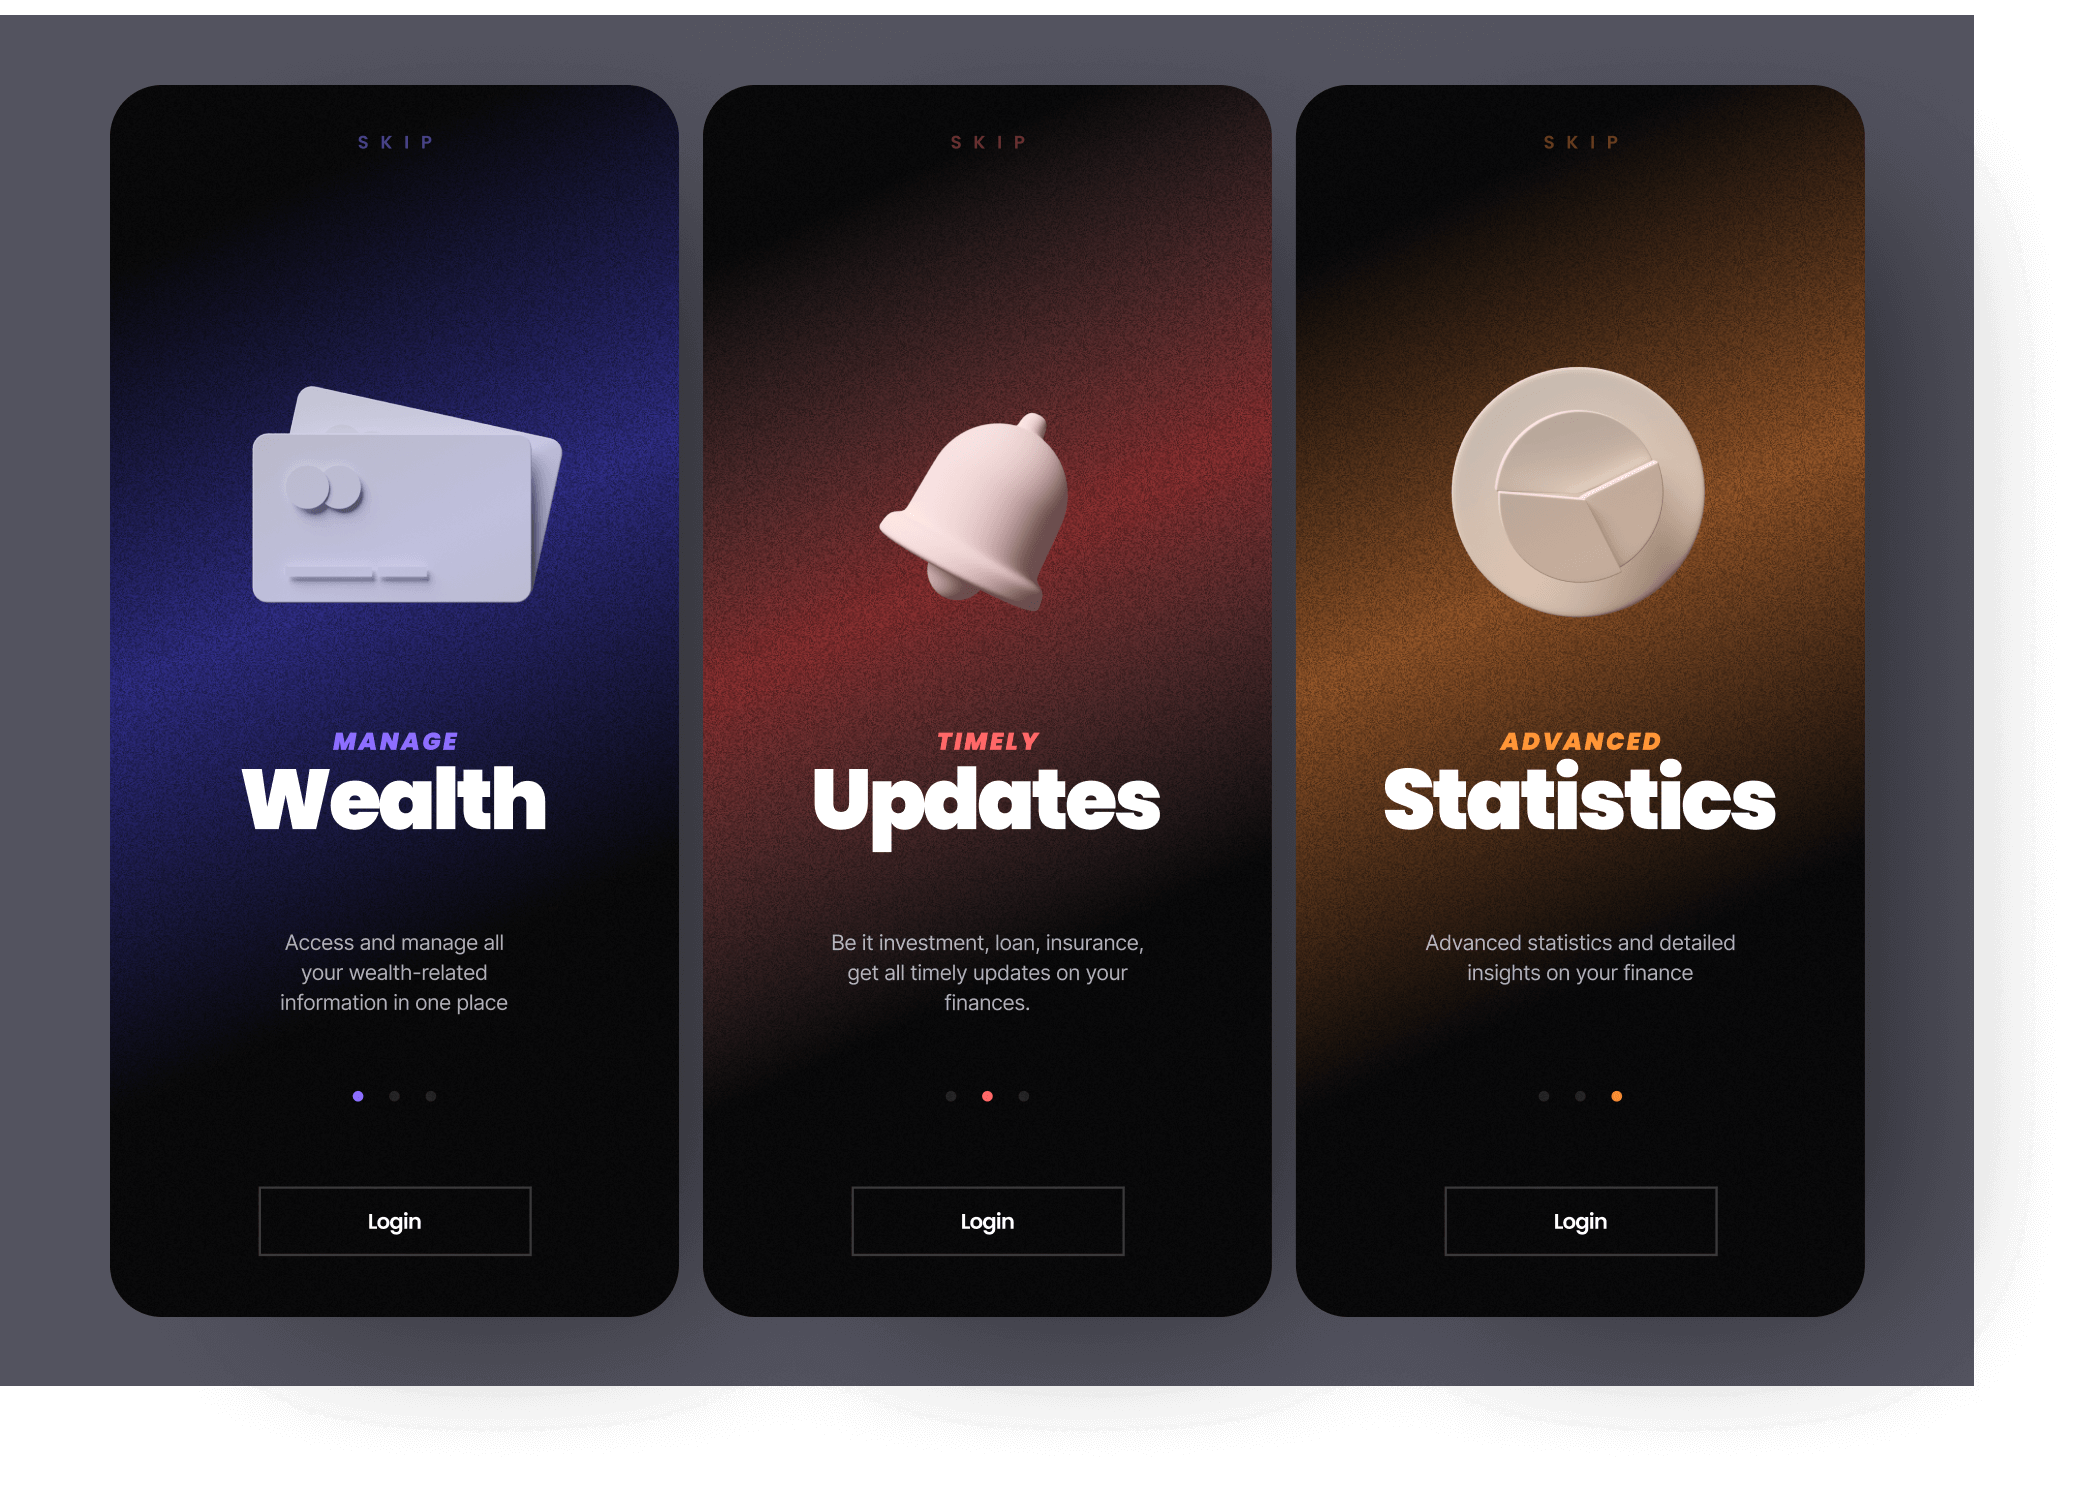 SKIP
MANAGE
Wealth
Access and manage all
your wealth-related
information in one place
Login
SKIP
TIMELY
Updates
Be it investment, loan, insurance,
get all timely updates on your
finances.
Login
SKIP
ADVANCED
Statistics
Advanced statistics and detailed
insights on your finance
Login